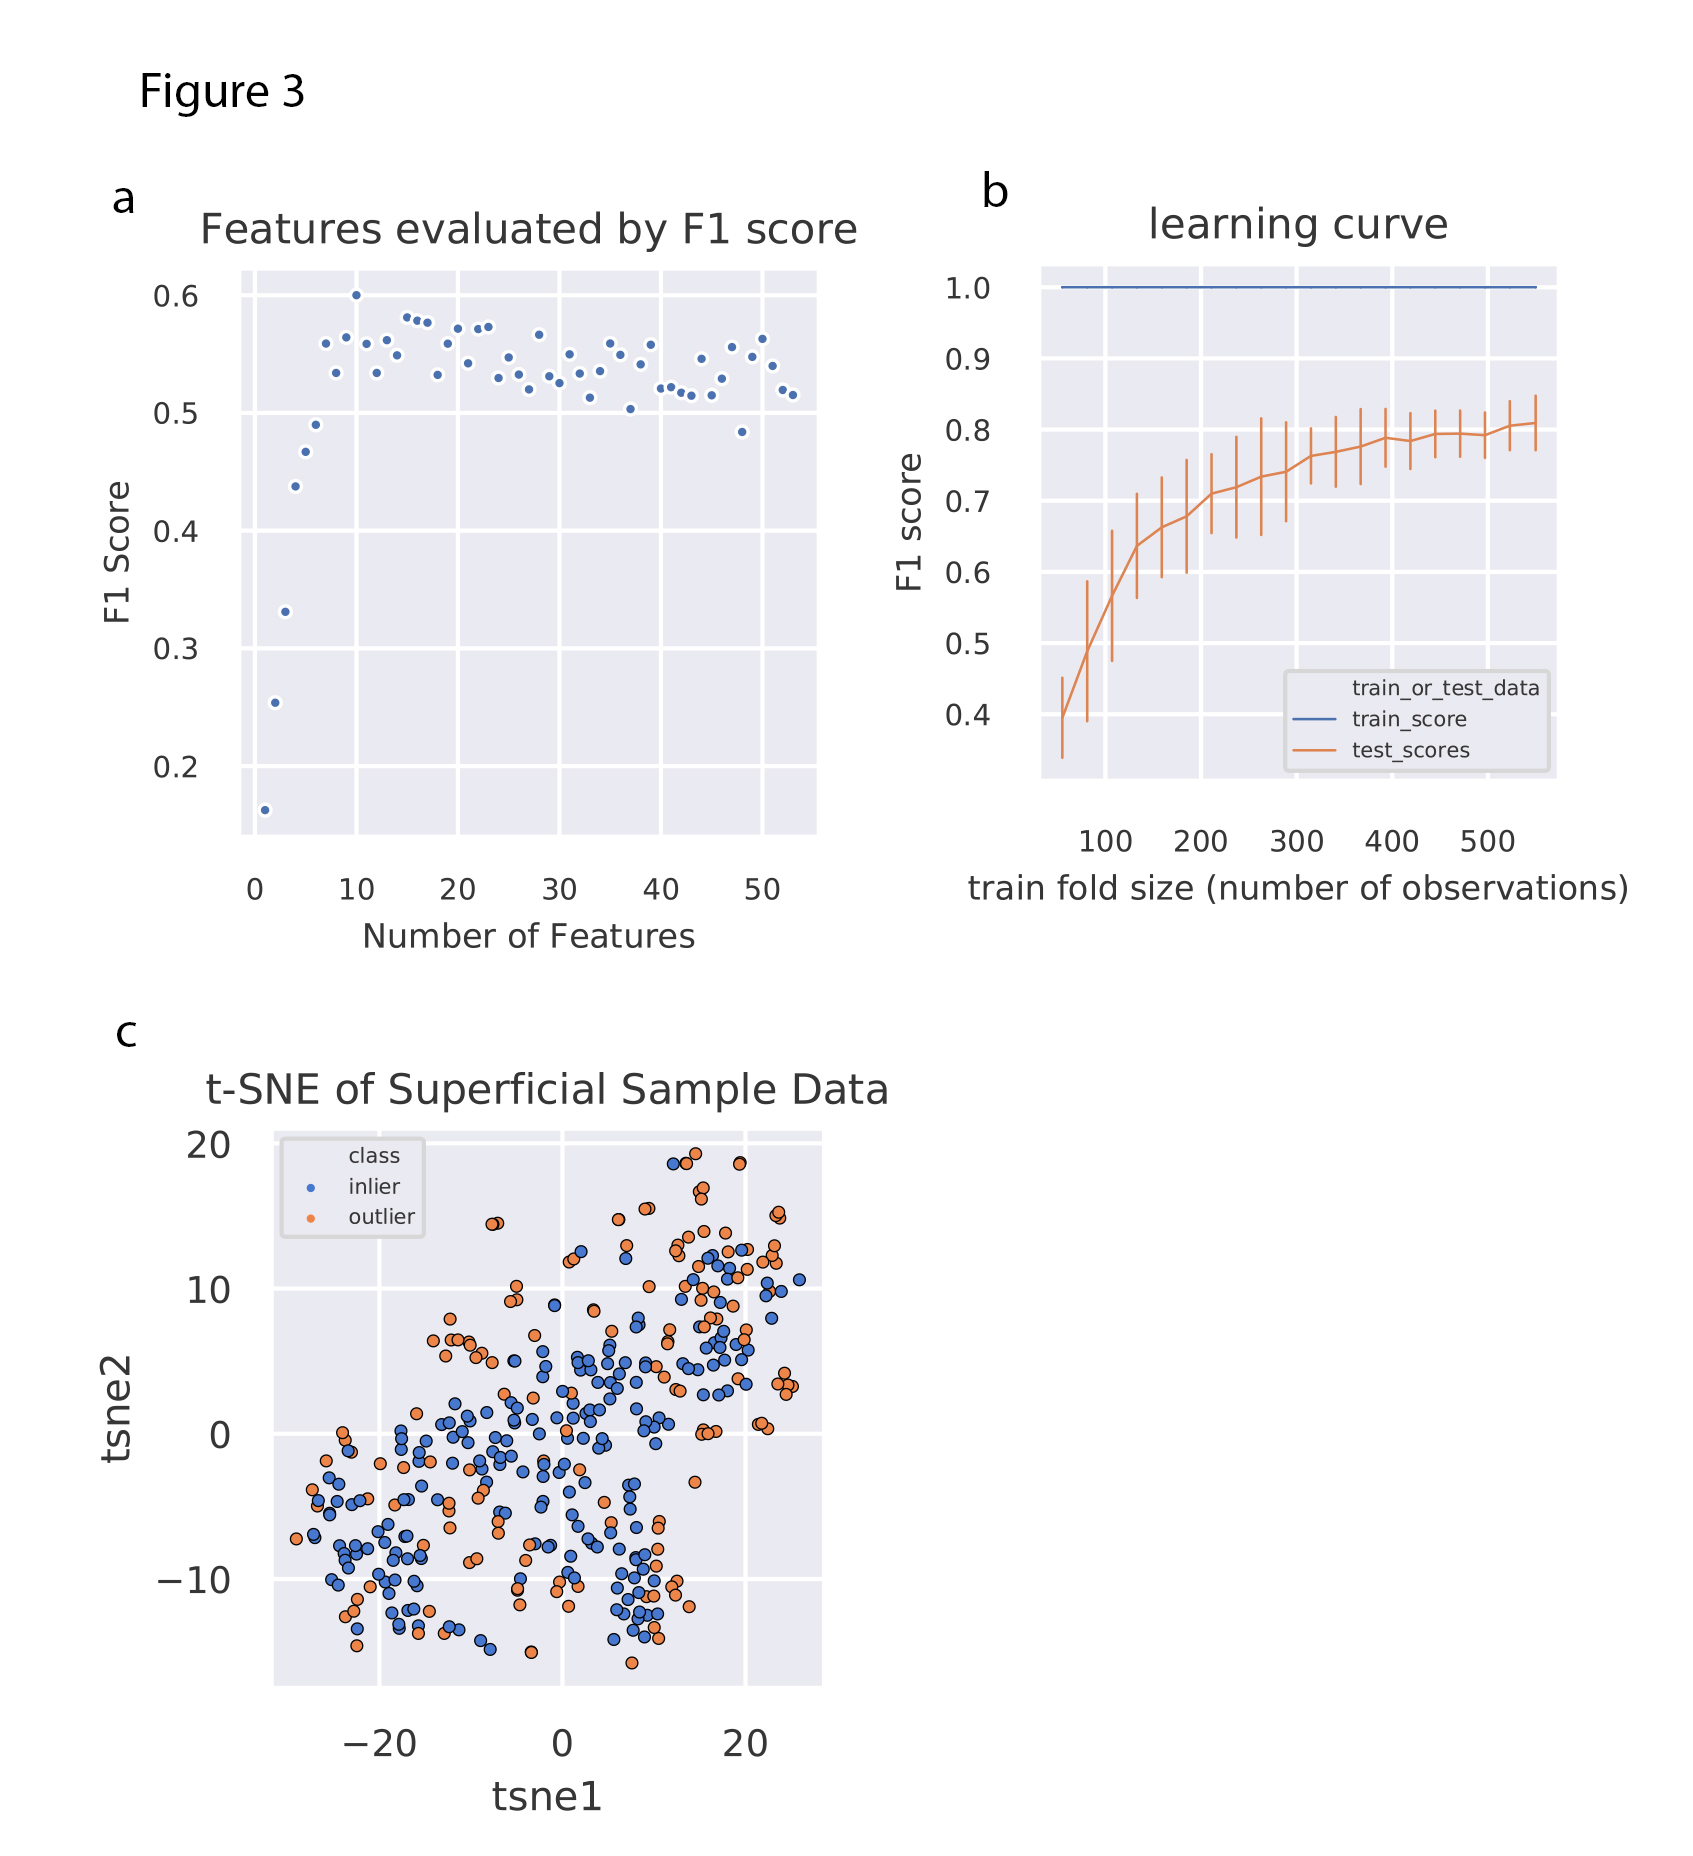 Figure 3
a
Features evaluated by F1 score
0.6
0.5
0.4
0.3
0.2
F1 Score
0 10 20 30 40 50
Number of Features
b
learning curve
1.0
0.9
0.8
0.7
0.6
0.5
0.4
F1 score
train_or_test_data
train_score
test_scores
100 200 300 400 500
train fold size (number of observations)
c
t-SNE of Superficial Sample Data
20
10
0
−10
tsne2
class
inlier
outlier
−20 0 20
tsne1